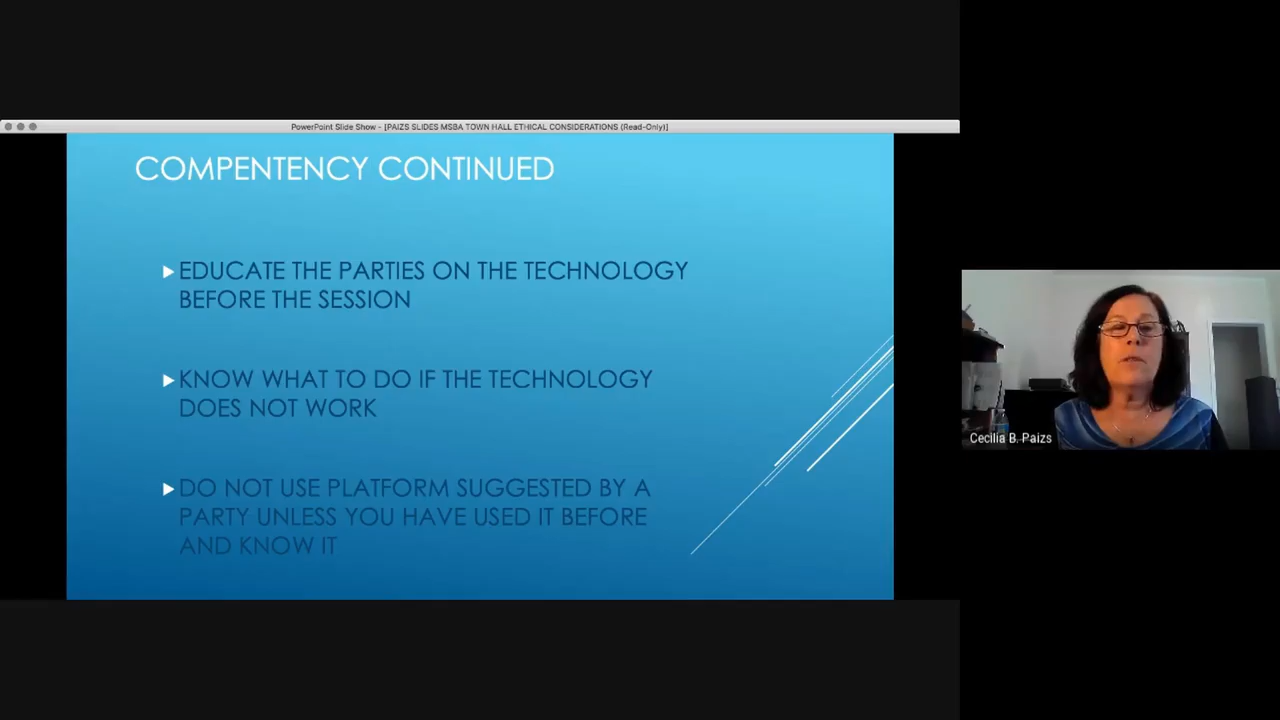 PowerPoint Slide Show - [PAIZS SLIDES MSBA TOWN HALL ETHICAL CONSIDERATIONS (Read-Only)]
COMPENTENCY CONTINUED
EDUCATE THE PARTIES ON THE TECHNOLOGY
BEFORE THE SESSION
KNOW WHAT TO DO IF THE TECHNOLOGY
DOES NOT WORK
DO NOT USE PLATFORM SUGGESTED BY A
PARTY UNLESS YOU HAVE USED IT BEFORE
AND KNOW IT
Cecilia B. Paizs